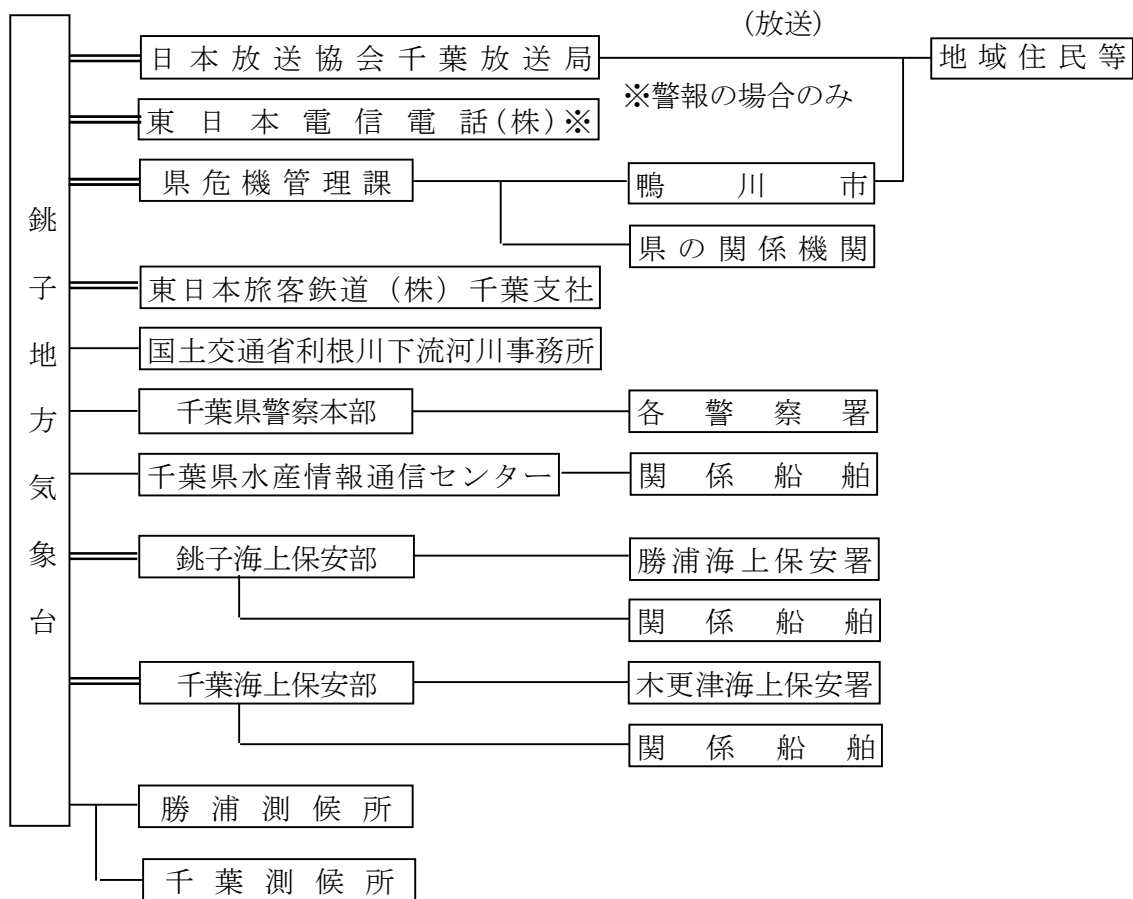 銚子地方気象台
(放送)
日本放送協会千葉放送局
地域住民等
※警報の場合のみ
東日本電信電話(株)※
県危機管理課
鴨川市
県の関係機関
東日本旅客鉄道（株）千葉支社
国土交通省利根川下流河川事務所
千葉県警察本部
各警察署
千葉県水産情報通信センター
関係船舶
銚子海上保安部
勝浦海上保安署
関係船舶
千葉海上保安部
木更津海上保安署
関係船舶
勝浦測候所
千葉測候所